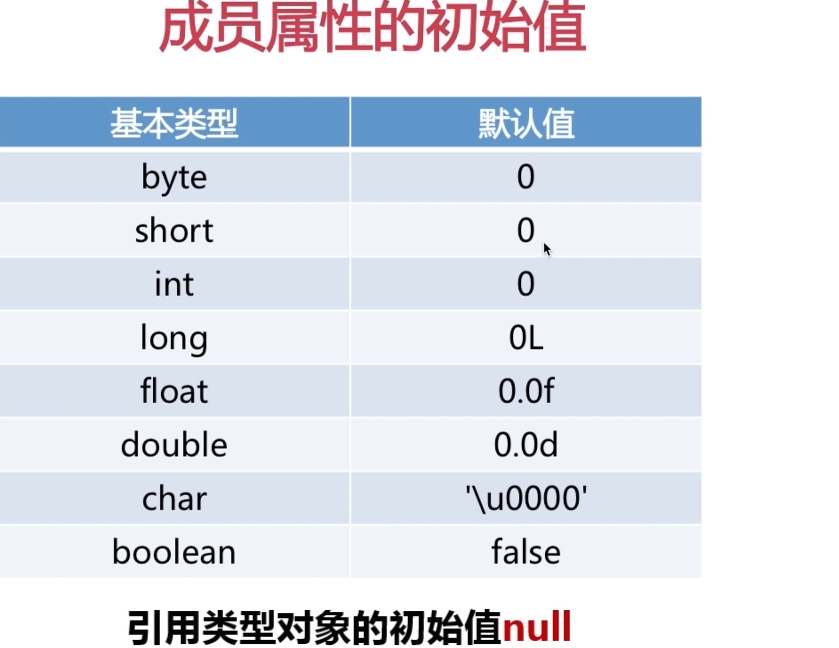 成员属性的初始值
基本类型 默认值
byte 0
short 0
int 0
long 0L
float 0.0f
double 0.0d
char '\u0000'
boolean false
引用类型对象的初始值null